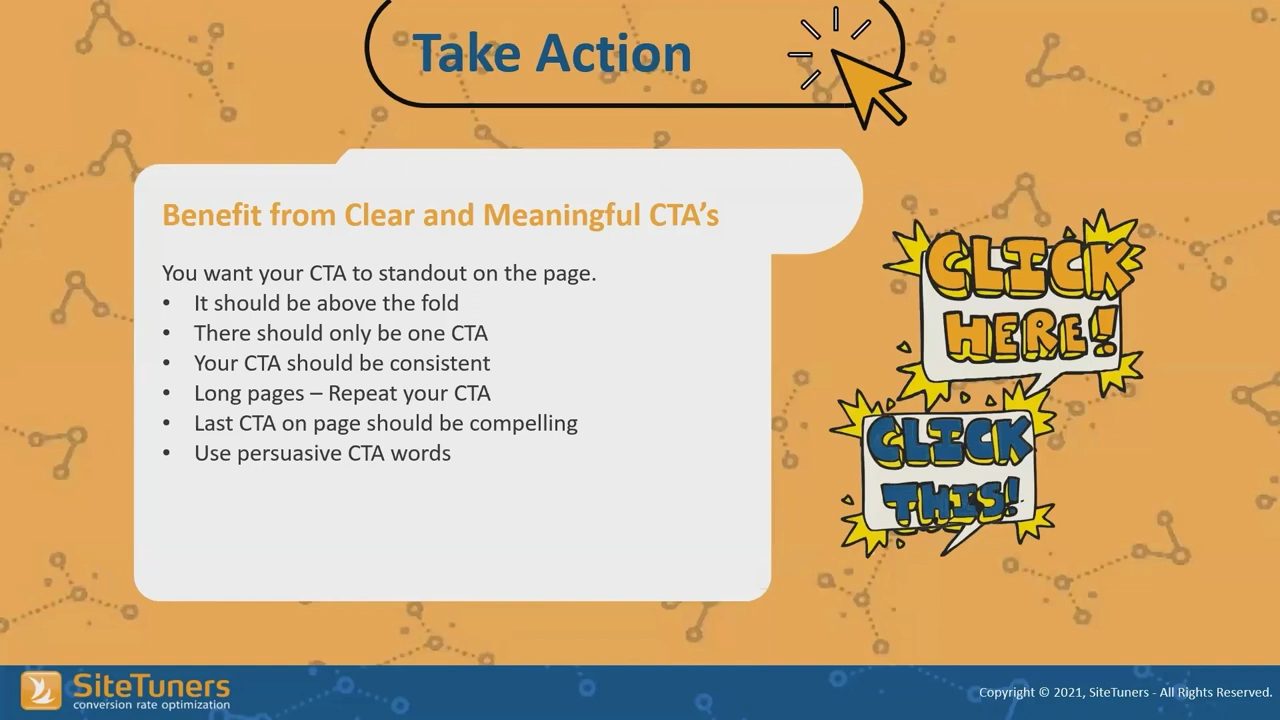 Take Action
Benefit from Clear and Meaningful CTA's
You want your CTA to standout on the page.
• It should be above the fold
• There should only be one CTA
• Your CTA should be consistent
• Long pages – Repeat your CTA
• Last CTA on page should be compelling
• Use persuasive CTA words
CLICK
HERE!
CLICK
THIS!
SiteTuners
conversion rate optimization
Copyright © 2021, SiteTuners - All Rights Reserved.